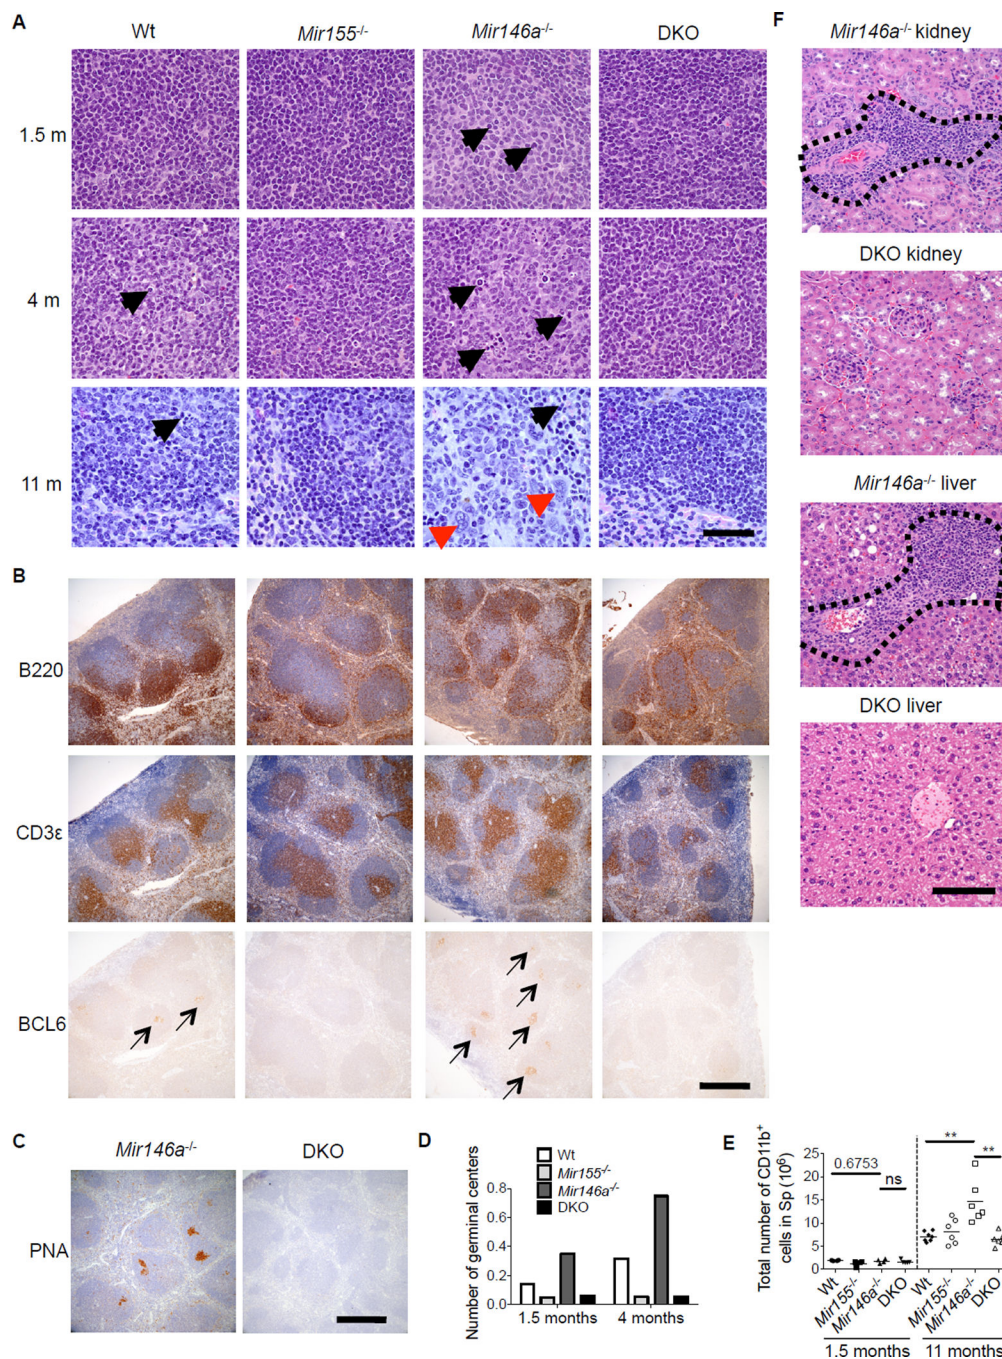 A
Wt
Mir155-/-
Mir146a-/-
DKO
1.5 m
4 m
11 m
B
B220
CD3ε
BCL6
C
Mir146a-/-
DKO
PNA
D
Wt
Mir155-/-
Mir146a-/-
DKO
Number of germinal centers
0.8
0.6
0.4
0.2
0.0
1.5 months
4 months
E
Total number of CD11b+
cells in Sp (10^6)
25
20
15
10
5
0
0.6753
ns
**
**
Wt
Mir155-/-
Mir146a-/-
DKO
Wt
Mir155-/-
Mir146a-/-
DKO
1.5 months
11 months
F
Mir146a-/- kidney
DKO kidney
Mir146a-/- liver
DKO liver